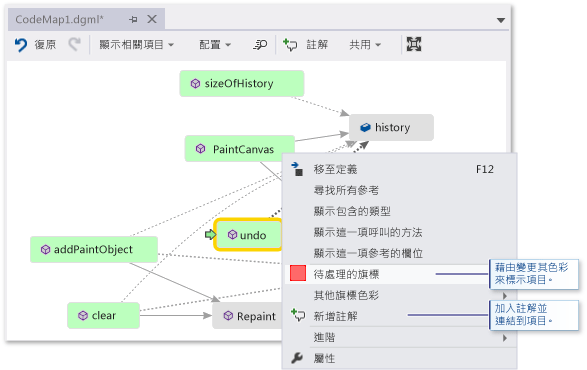 CodeMap1.dgml*
復原
顯示相關項目
配置
註解
共用
sizeOfHistory
history
PaintCanvas
undo
addPaintObject
clear
Repaint
移至定義 F12
尋找所有參考
顯示包含的類型
顯示這一項呼叫的方法
顯示這一項參考的欄位
待處理的旗標
其他旗標色彩
新增註解
進階
屬性
藉由變更其色彩
來標示項目。
加入註解並
連結到項目。